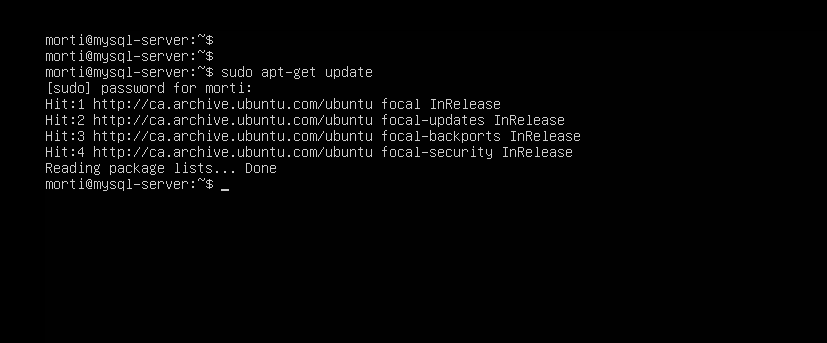 morti@mysql-server:~$
morti@mysql-server:~$
morti@mysql-server:~$ sudo apt-get update
[sudo] password for morti:
Hit:1 http://ca.archive.ubuntu.com/ubuntu focal InRelease
Hit:2 http://ca.archive.ubuntu.com/ubuntu focal-updates InRelease
Hit:3 http://ca.archive.ubuntu.com/ubuntu focal-backports InRelease
Hit:4 http://ca.archive.ubuntu.com/ubuntu focal-security InRelease
Reading package lists... Done
morti@mysql-server:~$ _